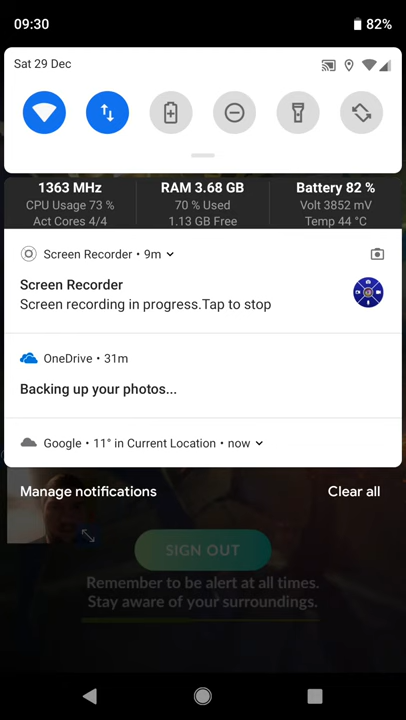 09:30
82%
Sat 29 Dec
1363 MHz
CPU Usage 73 %
Act Cores 4/4
RAM 3.68 GB
70 % Used
1.13 GB Free
Battery 82 %
Volt 3852 mV
Temp 44 °C
Screen Recorder • 9m
Screen Recorder
Screen recording in progress.Tap to stop
OneDrive • 31m
Backing up your photos...
Google • 11° in Current Location • now
Manage notifications
Clear all
SIGN OUT
Remember to be alert at all times.
Stay aware of your surroundings.